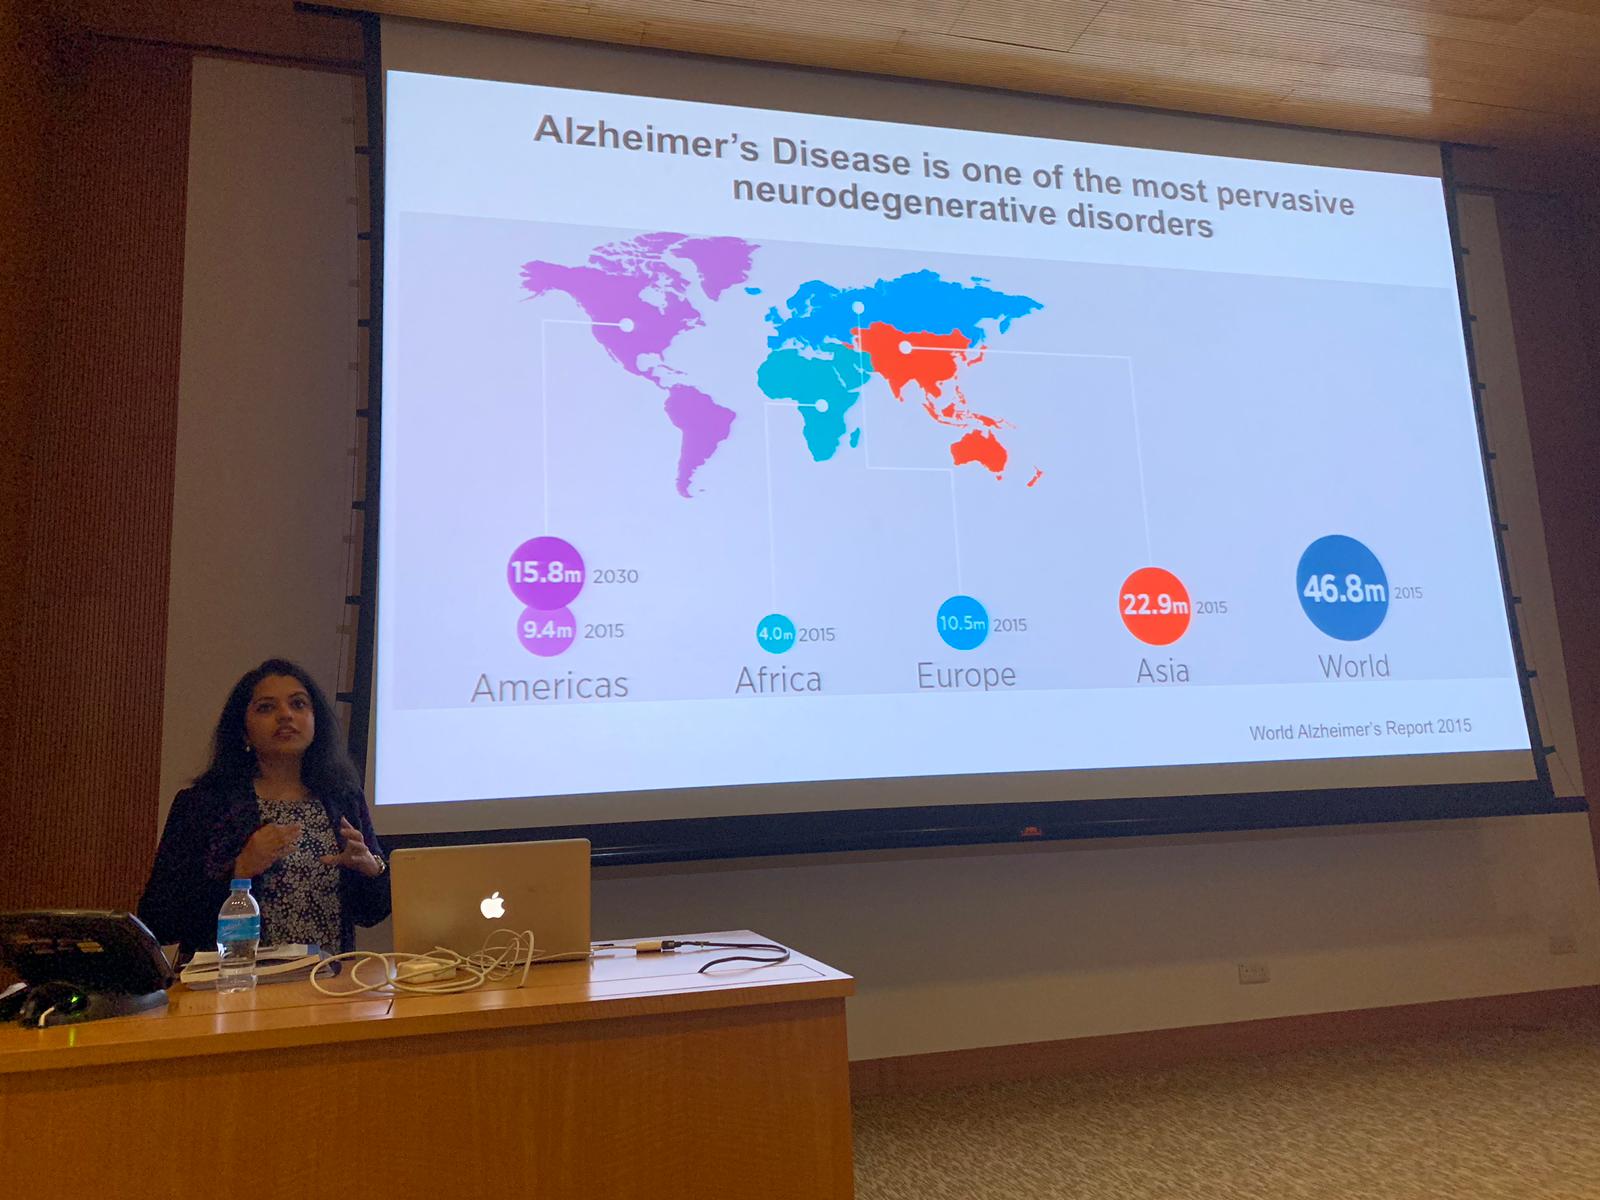 Alzheimer's Disease is one of the most pervasive
neurodegenerative disorders
15.8m 2030
9.4m 2015
Americas
4.0m 2015
Africa
10.5m 2015
Europe
22.9m 2015
Asia
46.8m 2015
World
World Alzheimer's Report 2015